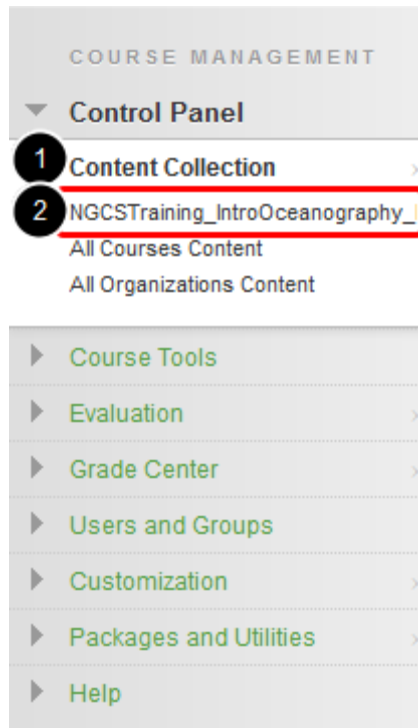 COURSE MANAGEMENT
Control Panel
1 Content Collection
2 NGCSTraining_IntroOceanography_
All Courses Content
All Organizations Content
Course Tools
Evaluation
Grade Center
Users and Groups
Customization
Packages and Utilities
Help